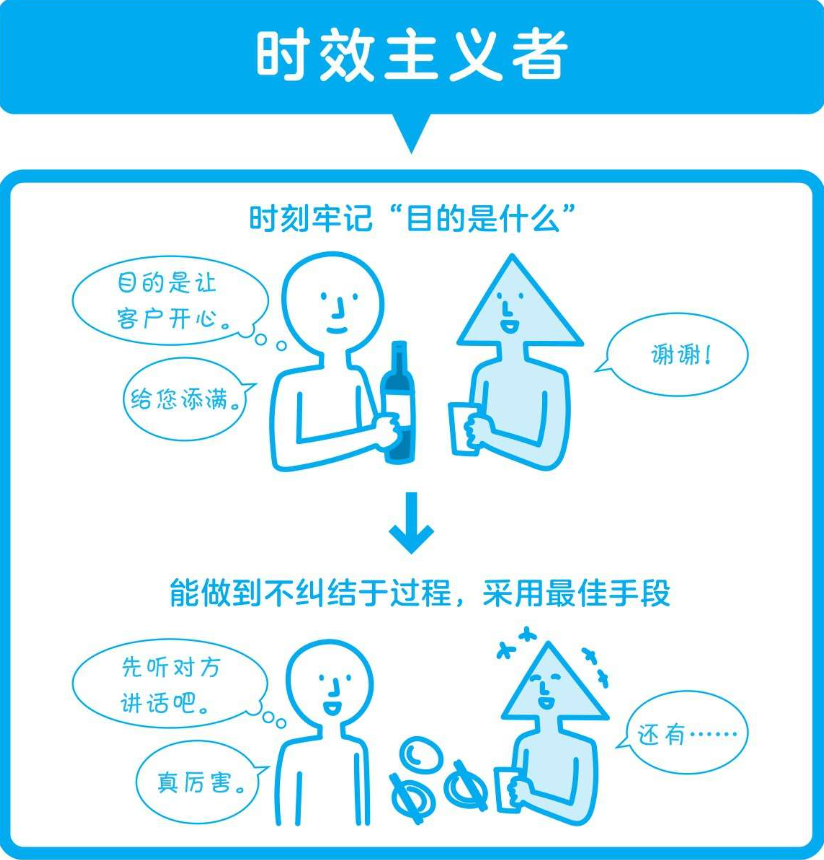 时效主义者
时刻牢记“目的是什么”
目的是让
客户开心。
给您添满。
谢谢！
能做到不纠结于过程，采用最佳手段
先听对方
讲话吧。
真厉害。
还有……